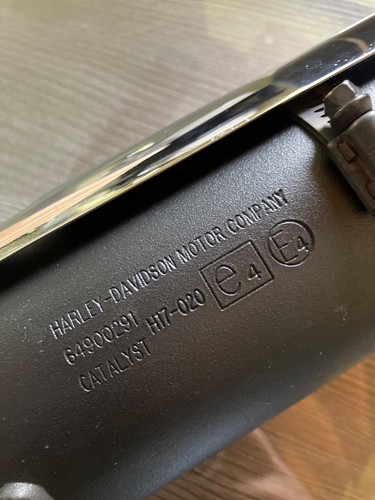 HARLEY-DAVIDSON MOTOR COMPANY
64900291 H17-020 e4 E4
CATALYST